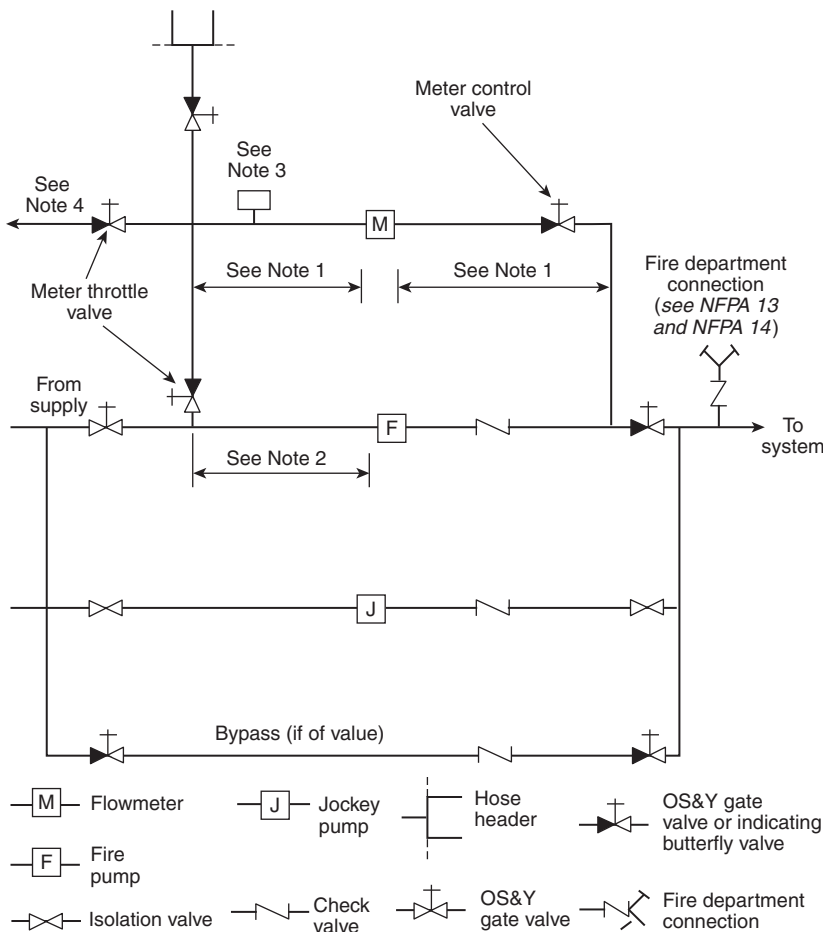 Meter control
valve
See
Note 3
See
Note 4
M
See Note 1
See Note 1
Meter throttle
valve
Fire department
connection
(see NFPA 13
and NFPA 14)
From
supply
F
To
system
See Note 2
J
Bypass (if of value)
M
Flowmeter
J
Jockey
pump
Hose
header
OS&Y gate
valve or indicating
butterfly valve
F
Fire
pump
Isolation valve
Check
valve
OS&Y
gate valve
Fire department
connection